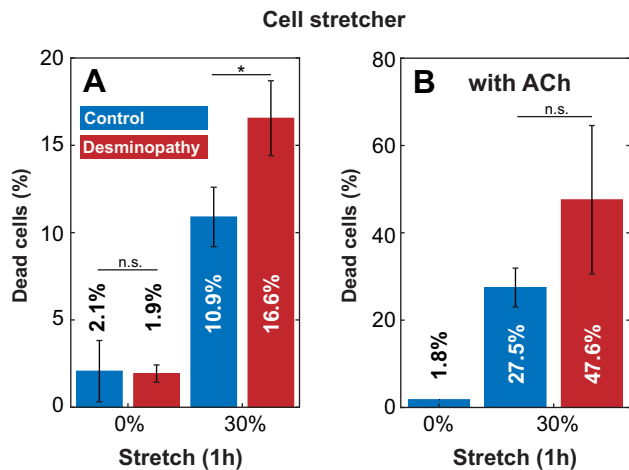 Cell stretcher
A
Control
Desminopathy
Dead cells (%)
20
15
10
5
0
n.s.
*
2.1%
1.9%
10.9%
16.6%
0%
30%
Stretch (1h)
B
with ACh
Dead cells (%)
80
60
40
20
0
n.s.
1.8%
27.5%
47.6%
0%
30%
Stretch (1h)